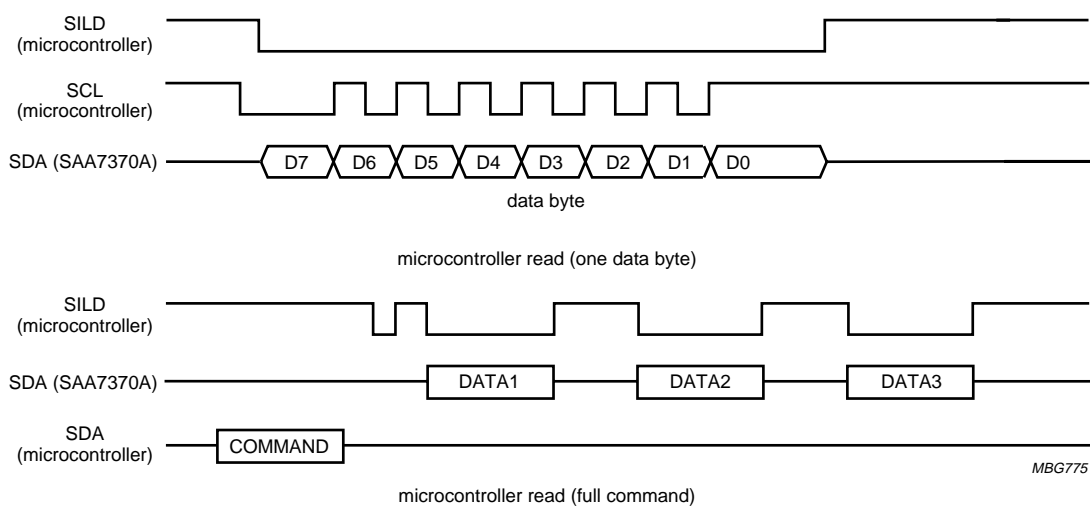 SILD
(microcontroller)
SCL
(microcontroller)
SDA (SAA7370A) D7 D6 D5 D4 D3 D2 D1 D0
data byte
microcontroller read (one data byte)
SILD
(microcontroller)
SDA (SAA7370A) DATA1 DATA2 DATA3
SDA
(microcontroller) COMMAND
MBG775
microcontroller read (full command)